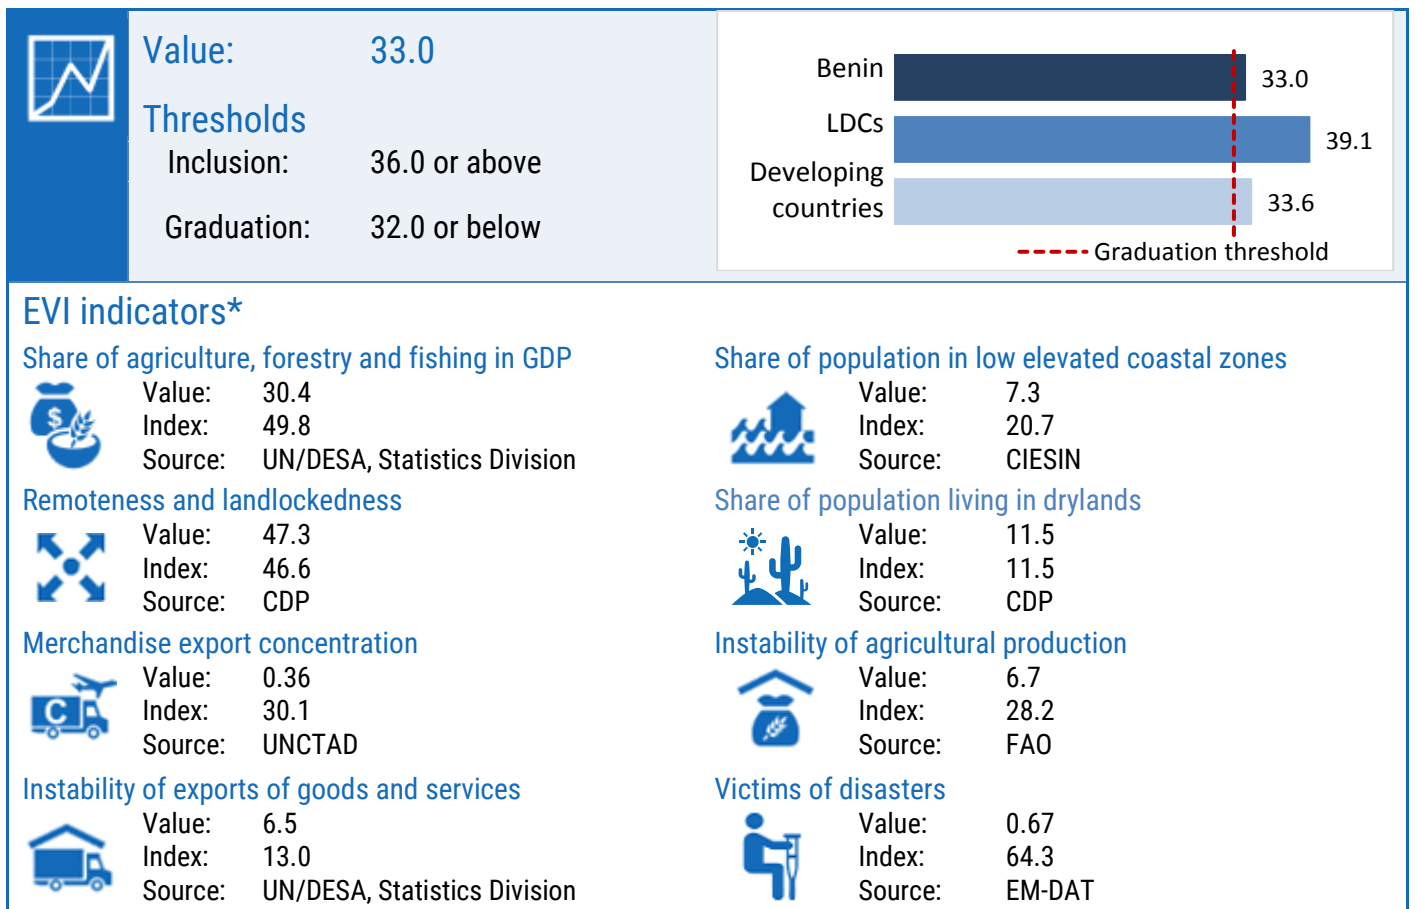 Value: 33.0
Thresholds
Inclusion: 36.0 or above
Graduation: 32.0 or below
Benin 33.0
LDCs 39.1
Developing
countries 33.6
Graduation threshold
EVI indicators*
Share of agriculture, forestry and fishing in GDP
$
Value: 30.4
Index: 49.8
Source: UN/DESA, Statistics Division
Share of population in low elevated coastal zones
Value: 7.3
Index: 20.7
Source: CIESIN
Remoteness and landlockedness
Value: 47.3
Index: 46.6
Source: CDP
Share of population living in drylands
Value: 11.5
Index: 11.5
Source: CDP
Merchandise export concentration
C
Value: 0.36
Index: 30.1
Source: UNCTAD
Instability of agricultural production
Value: 6.7
Index: 28.2
Source: FAO
Instability of exports of goods and services
Value: 6.5
Index: 13.0
Source: UN/DESA, Statistics Division
Victims of disasters
Value: 0.67
Index: 64.3
Source: EM-DAT